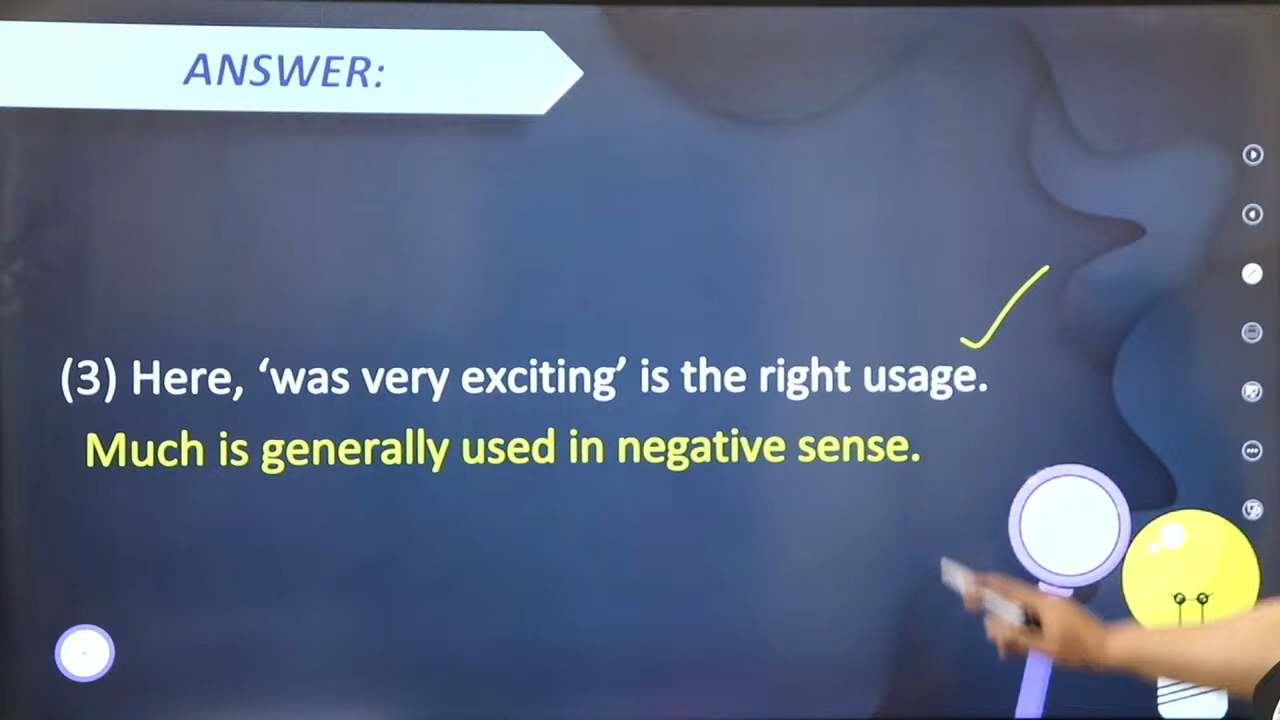 ANSWER:
(3) Here, ‘was very exciting’ is the right usage.
Much is generally used in negative sense.